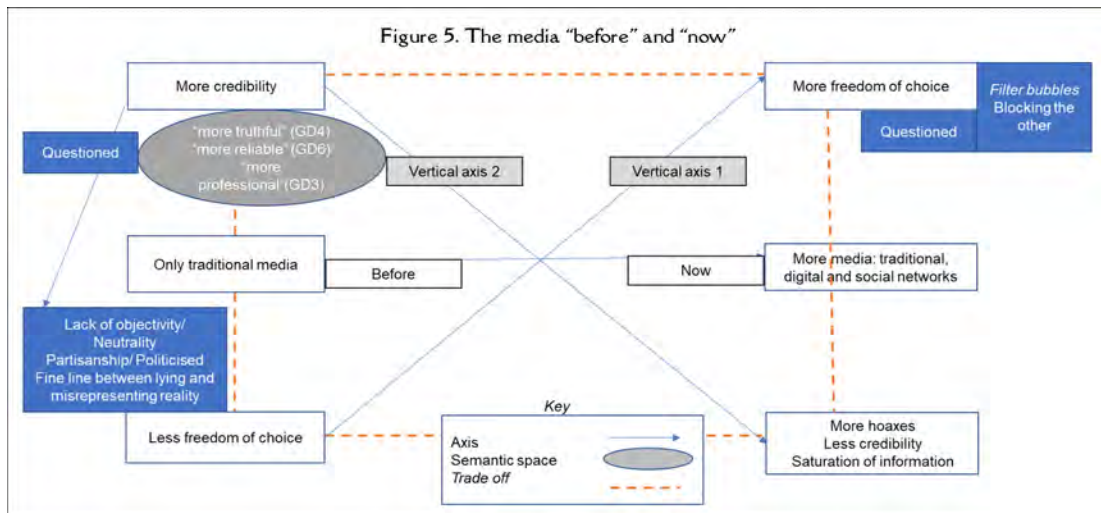 Figure 5. The media “before” and “now”
More credibility
More freedom of choice
Filter bubbles
Blocking the
other
Questioned
"more truthful" (GD4)
"more reliable" (GD6)
"more
professional"(GD3)
Questioned
Vertical axis 2
Vertical axis 1
Only traditional media
Before
Now
More media: traditional,
digital and social networks
Lack of objectivity/
Neutrality
Partisanship/ Politicised
Fine line between lying and
misrepresenting reality
Less freedom of choice
Key
Axis
Semantic space
Trade off
More hoaxes
Less credibility
Saturation of information